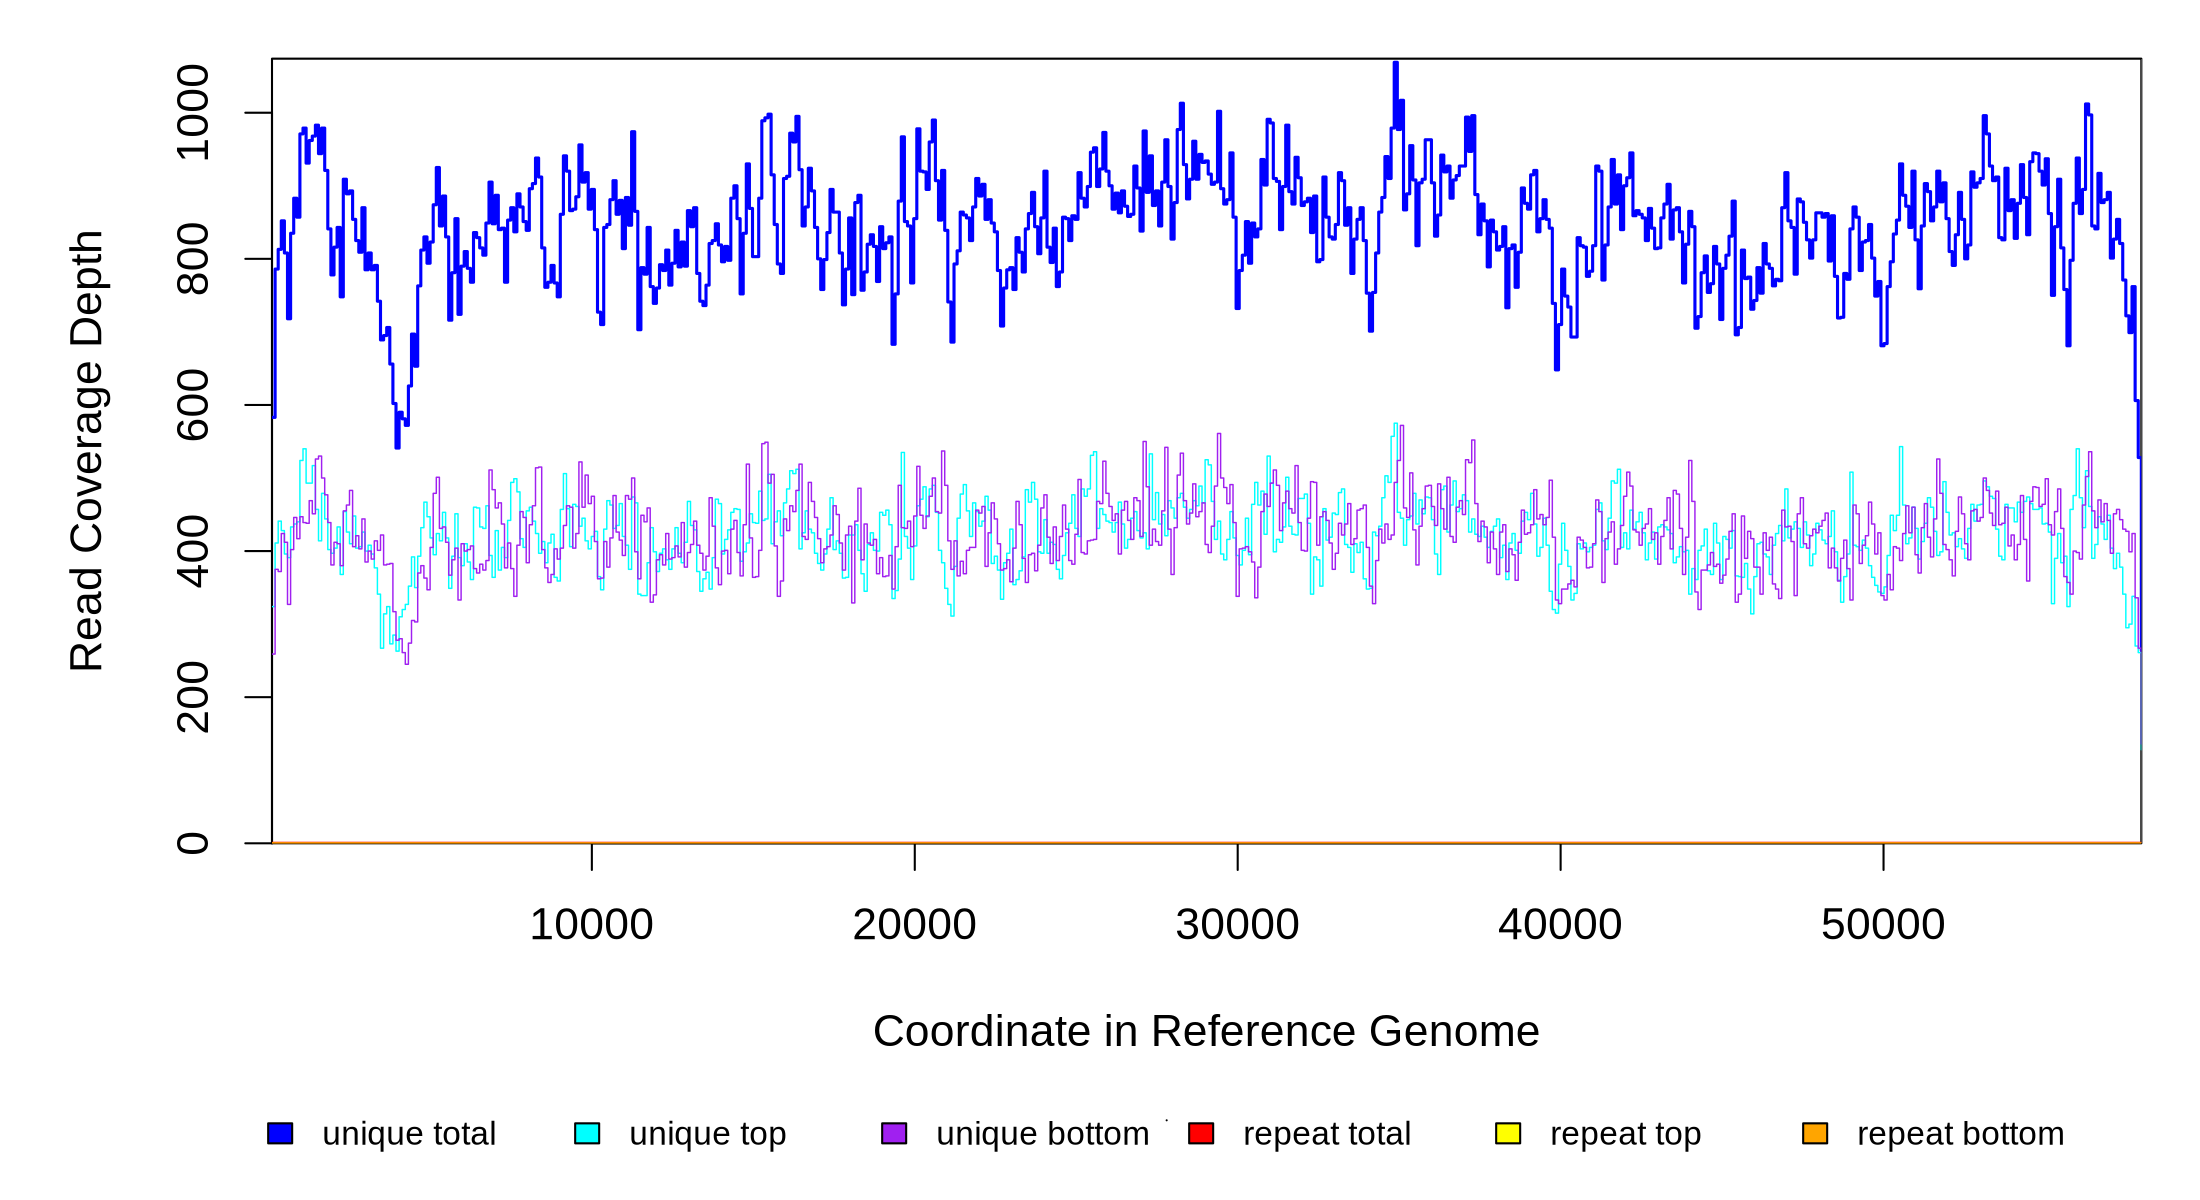 Read Coverage Depth
1000
800
600
400
200
0
10000 20000 30000 40000 50000
Coordinate in Reference Genome
unique total unique top unique bottom repeat total repeat top repeat bottom